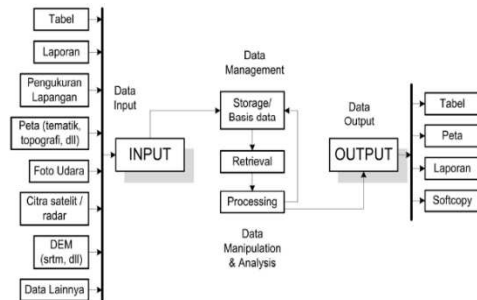 Tabel
Laporan
Pengukuran
Lapangan
Peta (tematik,
topografi, dll)
Foto Udara
Citra satelit /
radar
DEM
(srtm, dll)
Data Lainnya
Data
Input
INPUT
Data
Management
Storage/
Basis data
Retrieval
Processing
Data
Manipulation
& Analysis
Data
Output
OUTPUT
Tabel
Peta
Laporan
Softcopy